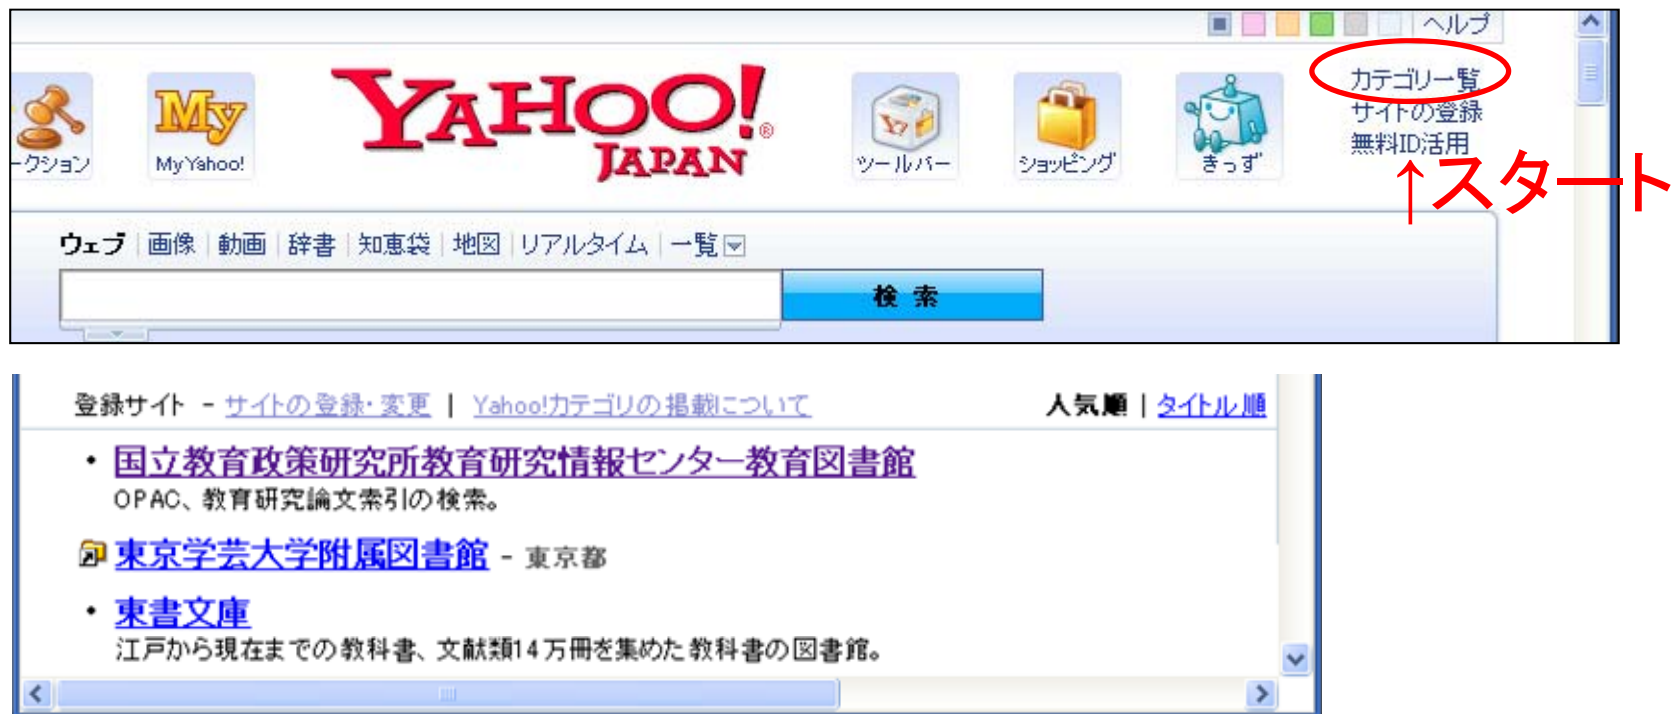 ヘルプ
カテゴリ一覧
サイトの登録
無料ID活用
ークション
My
My Yahoo!
YAHOO!
®
JAPAN
ツールバー
ショッピング
きっず
↑スタート
ウェブ | 画像 | 動画 | 辞書 | 知恵袋 | 地図 | リアルタイム | 一覧
検索
登録サイト - サイトの登録・変更 | Yahoo!カテゴリの掲載について 人気順 | タイトル順
・国立教育政策研究所教育研究情報センター教育図書館
OPAC、教育研究論文索引の検索。
東京学芸大学附属図書館 - 東京都
・東書文庫
江戸から現在までの教科書、文献類14万冊を集めた教科書の図書館。